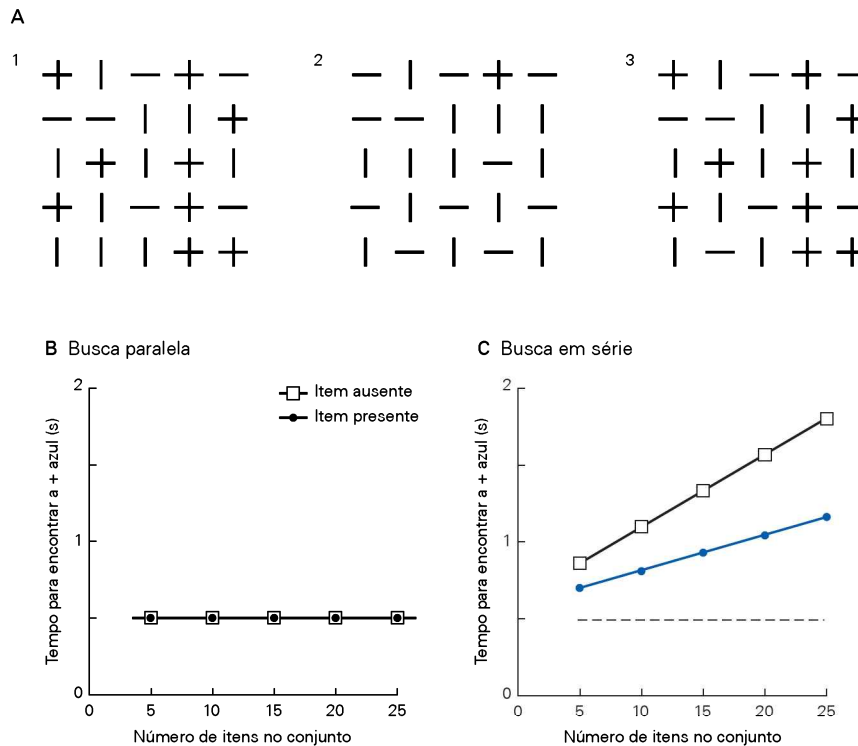 A
1
2
3
B Busca paralela
2
1
0
Tempo para encontrar a + azul (s)
Item ausente
Item presente
0 5 10 15 20 25
Número de itens no conjunto
C Busca em série
2
1
0
Tempo para encontrar a + azul (s)
0 5 10 15 20 25
Número de itens no conjunto